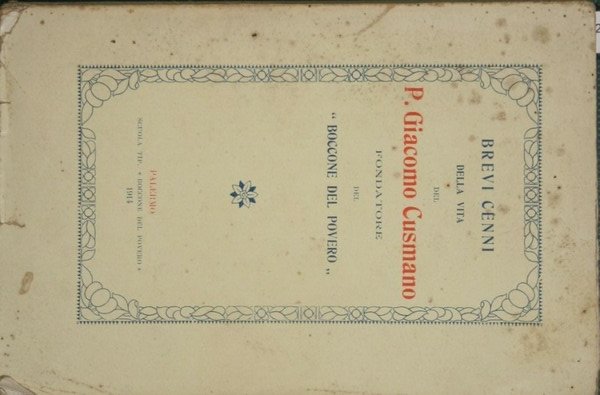 BREVI CENNI
DELLA VITA
DEL
P. Giacomo Cusmano
FONDATORE
DEL
" BOCCONE DEL POVERO "
PALERMO
SCUOLA TIP. « BOCCONE DEL POVERO »
1914